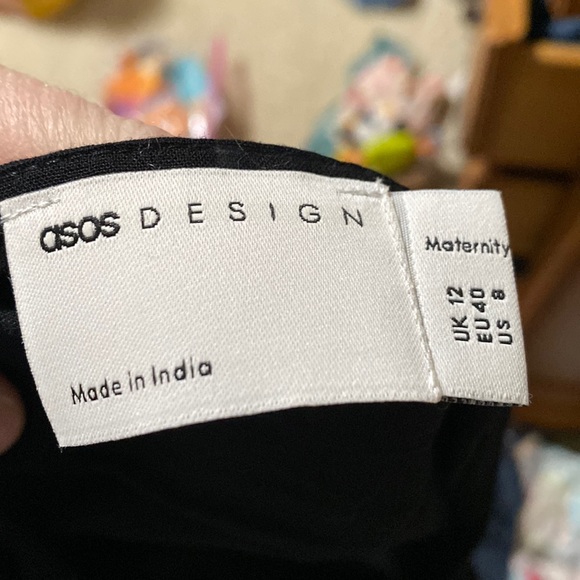 asos DESIGN
Made in India
Maternity
UK 12
EU 40
US 8